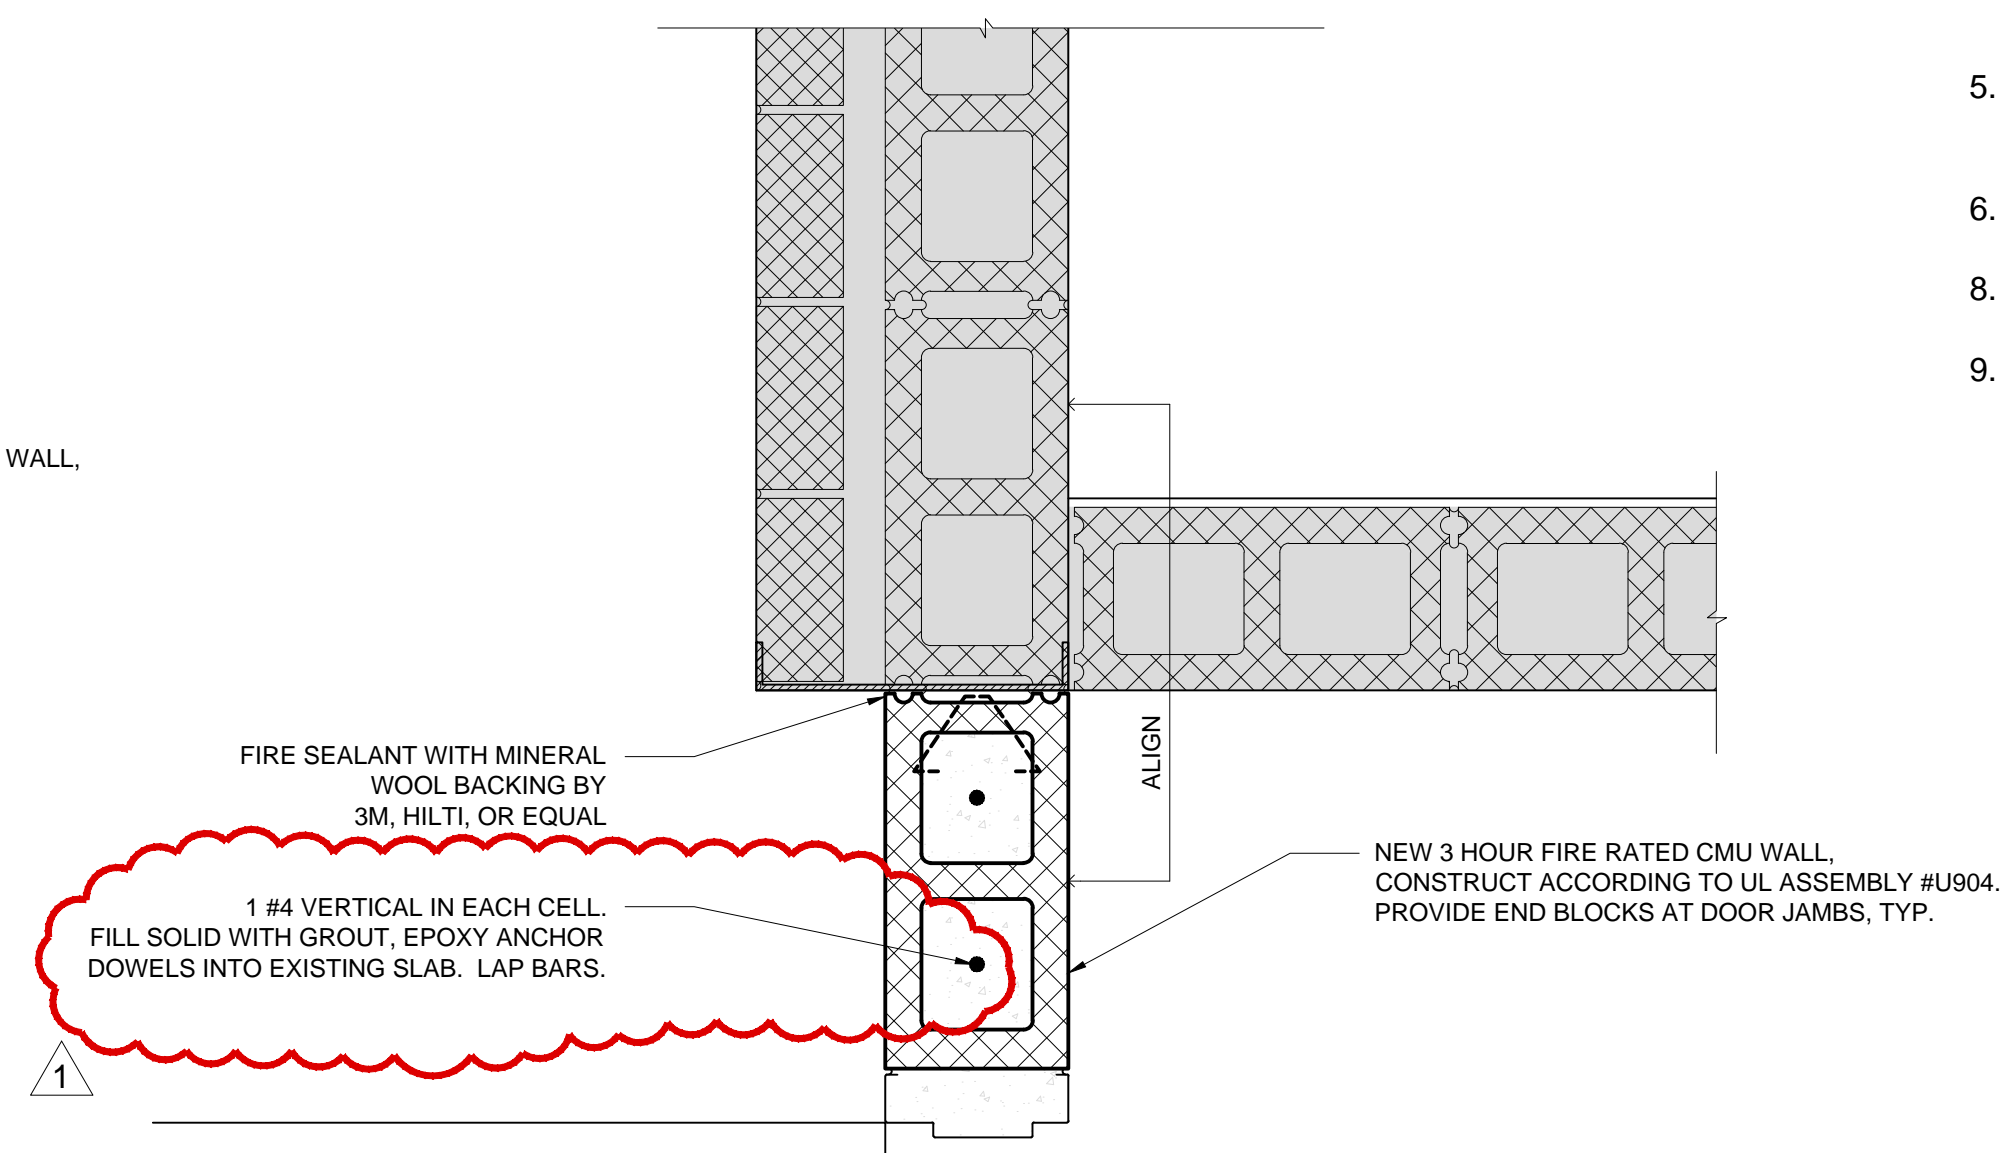 5.
6.
8.
9.
WALL,
FIRE SEALANT WITH MINERAL
WOOL BACKING BY
3M, HILTI, OR EQUAL
ALIGN
1 #4 VERTICAL IN EACH CELL.
FILL SOLID WITH GROUT, EPOXY ANCHOR
DOWELS INTO EXISTING SLAB. LAP BARS.
NEW 3 HOUR FIRE RATED CMU WALL,
CONSTRUCT ACCORDING TO UL ASSEMBLY #U904.
PROVIDE END BLOCKS AT DOOR JAMBS, TYP.
1